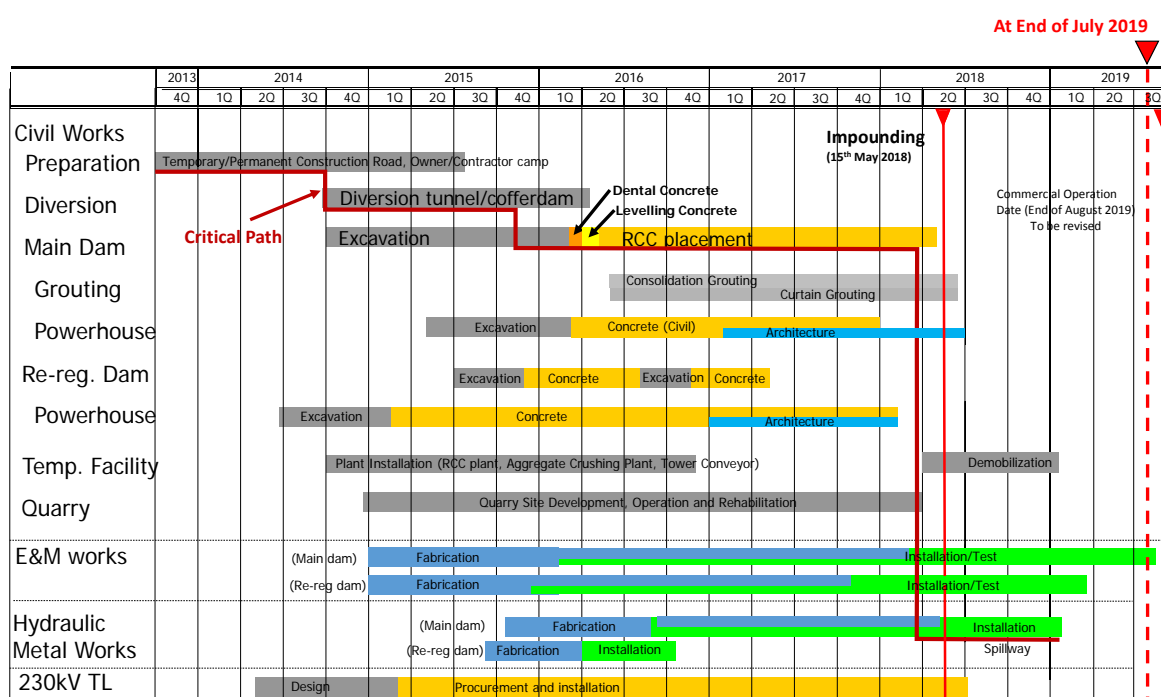 At End of July 2019
2013 2014 2015 2016 2017 2018 2019
4Q 1Q 2Q 3Q 4Q 1Q 2Q 3Q 4Q 1Q 2Q 3Q 4Q 1Q 2Q 3Q 4Q 1Q 2Q 3Q 4Q 1Q 2Q 3Q
Civil Works
Impounding
(15th May 2018)
Preparation
Temporary/Permanent Construction Road, Owner/Contractor camp
Diversion
Diversion tunnel/cofferdam
Dental Concrete
Levelling Concrete
Commercial Operation
Date (End of August 2019)
To be revised
Critical Path
Main Dam
Excavation
RCC placement
Grouting
Consolidation Grouting
Curtain Grouting
Powerhouse
Excavation
Concrete (Civil)
Architecture
Re-reg. Dam
Excavation
Concrete
Excavation
Concrete
Powerhouse
Excavation
Concrete
Architecture
Temp. Facility
Plant Installation (RCC plant, Aggregate Crushing Plant, Tower Conveyor)
Demobilization
Quarry
Quarry Site Development, Operation and Rehabilitation
E&M works
(Main dam)
Fabrication
Installation/Test
(Re-reg dam)
Fabrication
Installation/Test
Hydraulic
Metal Works
(Main dam)
Fabrication
Installation
(Re-reg dam)
Fabrication
Installation
Spillway
230kV TL
Design
Procurement and installation